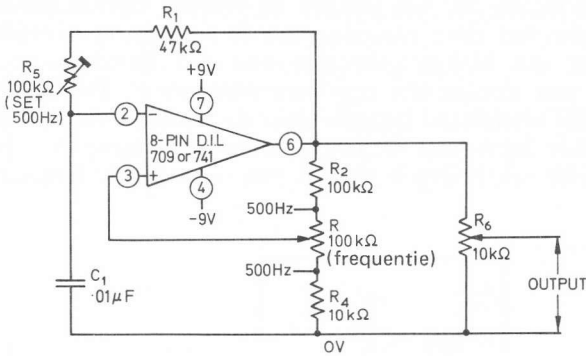 R1
47kΩ
R5
100kΩ
(SET
500Hz)
+9V
7
2
−
8-PIN D.I.L
709 or 741
6
3
+
4
-9V
R2
100kΩ
500Hz
R
100kΩ
(frequentie)
500Hz
R4
10kΩ
R6
10kΩ
OUTPUT
C1
·01µF
0V